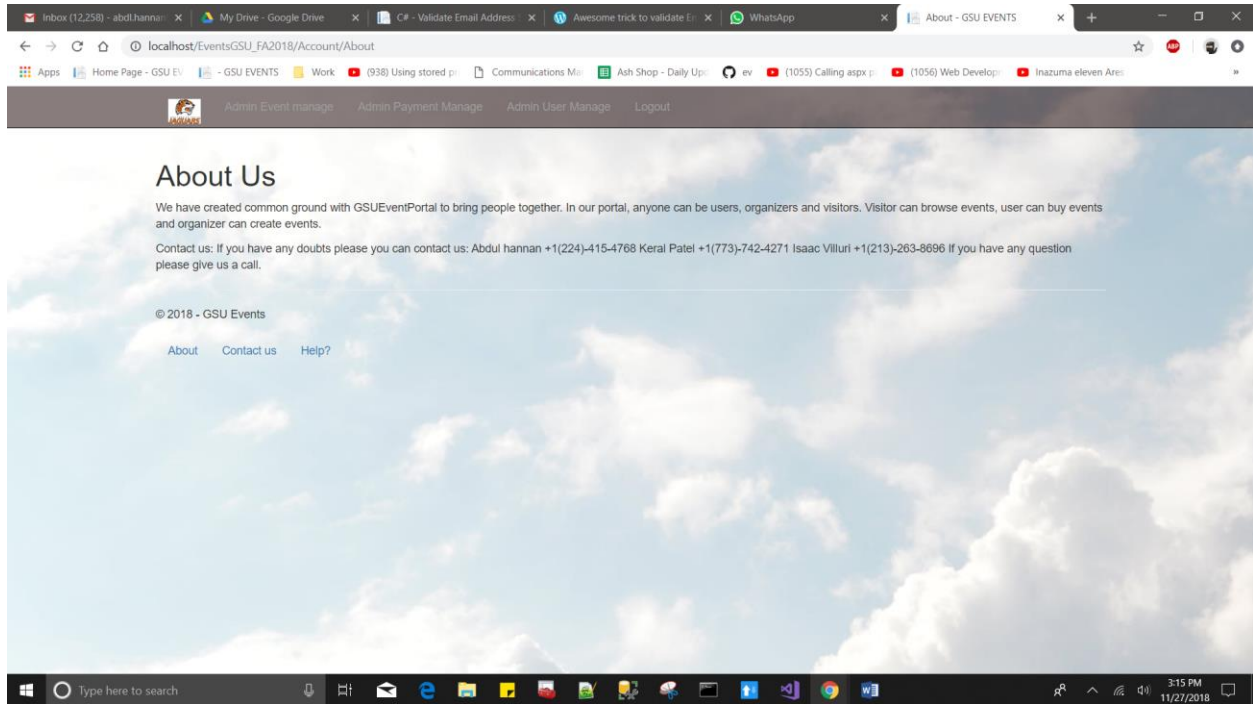 Inbox (12,258) - abdl.hannan
My Drive - Google Drive
C# - Validate Email Address
Awesome trick to validate Em
WhatsApp
About - GSU EVENTS
localhost/EventsGSU_FA2018/Account/About
ABP
Apps
Home Page - GSU EV
- GSU EVENTS
Work
(938) Using stored pr
Communications Ma
Ash Shop - Daily Upd
ev
(1055) Calling aspx p
(1056) Web Developm
Inazuma eleven Ares
JAGUARS
Admin Event manage
Admin Payment Manage
Admin User Manage
Logout
About Us
We have created common ground with GSUEventPortal to bring people together. In our portal, anyone can be users, organizers and visitors. Visitor can browse events, user can buy events
and organizer can create events.
Contact us: If you have any doubts please you can contact us: Abdul hannan +1(224)-415-4768 Keral Patel +1(773)-742-4271 Isaac Villuri +1(213)-263-8696 If you have any question
please give us a call.
© 2018 - GSU Events
About
Contact us
Help?
Type here to search
3:15 PM
11/27/2018